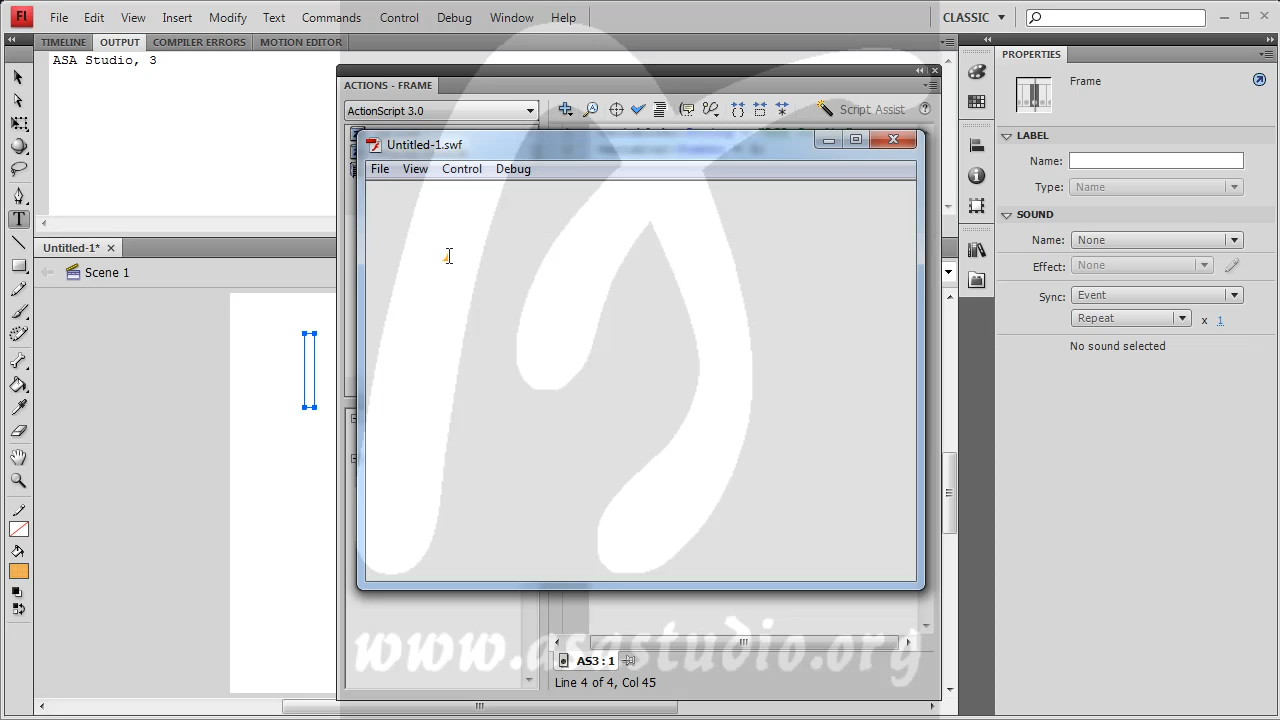 Fl File Edit View Insert Modify Text Commands Control Debug Window Help CLASSIC
TIMELINE OUTPUT COMPILER ERRORS MOTION EDITOR
ASA Studio, 3
ACTIONS - FRAME
ActionScript 3.0
Script Assist
Untitled-1.swf
File View Control Debug
Untitled-1*
Scene 1
AS3 : 1
Line 4 of 4, Col 45
www.asastudio.org
PROPERTIES
Frame
LABEL
Name:
Type: Name
SOUND
Name: None
Effect: None
Sync: Event
Repeat x 1
No sound selected